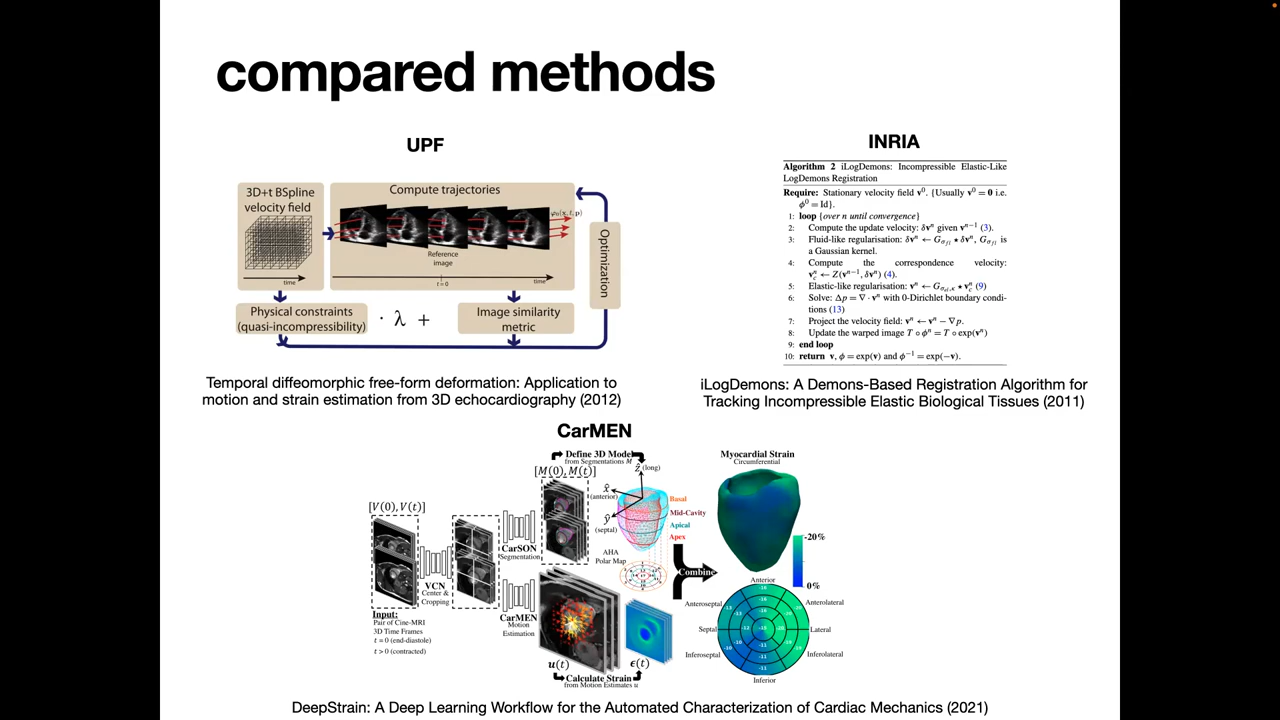 compared methods
UPF
3D+t BSpline
velocity field
time
Compute trajectories
Reference
image
t = 0
time
Optimization
Physical constraints
(quasi-incompressibility)
· λ +
Image similarity
metric
Temporal diffeomorphic free-form deformation: Application to
motion and strain estimation from 3D echocardiography (2012)
INRIA
Algorithm 2 iLogDemons: Incompressible Elastic-Like
LogDemons Registration
Require: Stationary velocity field v⁰. {Usually v⁰ = 0 i.e.
ϕ⁰ = Id}.
1: loop {over n until convergence}
2: Compute the update velocity: δvⁿ given vⁿ⁻¹ (3).
3: Fluid-like regularisation: δvⁿ ← G_σfl ⋆ δvⁿ, G_σfl is
a Gaussian kernel.
4: Compute the correspondence velocity:
vⁿ_c ← Z(vⁿ⁻¹, δvⁿ) (4).
5: Elastic-like regularisation: vⁿ ← G_σel,κ ⋆ vⁿ_c (9)
6: Solve: Δp = ∇ · vⁿ with 0-Dirichlet boundary condi-
tions (13)
7: Project the velocity field: vⁿ ← vⁿ − ∇p.
8: Update the warped image T ∘ ϕⁿ = T ∘ exp(vⁿ)
9: end loop
10: return v, ϕ = exp(v) and ϕ⁻¹ = exp(−v).
iLogDemons: A Demons-Based Registration Algorithm for
Tracking Incompressible Elastic Biological Tissues (2011)
CarMEN
[V(0), V(t)]
Input:
Pair of Cine-MRI
3D Time Frames
t = 0 (end-diastole)
t > 0 (contracted)
VCN
Center &
Cropping
CarSON
Segmentation
CarMEN
Motion
Estimation
Define 3D Model
from Segmentations M
[M(0), M(t)]
ẑ (long)
x̂
(anterior)
ŷ
(septal)
Basal
Mid-Cavity
Apical
Apex
AHA
Polar Map
u(t)
ϵ(t)
Calculate Strain
from Motion Estimates u
Combine
Myocardial Strain
Circumferential
-20%
0%
Anterior
Anteroseptal
Anterolateral
Septal
Lateral
Inferoseptal
Inferolateral
Inferior
DeepStrain: A Deep Learning Workflow for the Automated Characterization of Cardiac Mechanics (2021)